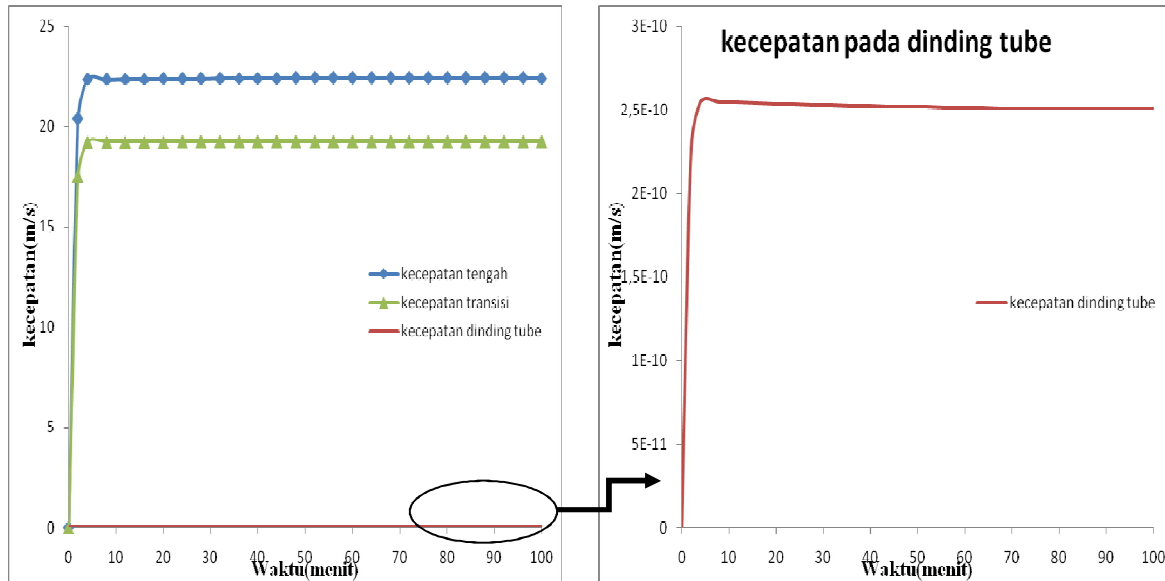 25
20
15
10
5
0
kecepatan(m/s)
0 10 20 30 40 50 60 70 80 90 100
Waktu(menit)
kecepatan tengah
kecepatan transisi
kecepatan dinding tube
kecepatan pada dinding tube
3E-10
2,5E-10
2E-10
1,5E-10
1E-10
5E-11
0
kecepatan(m/s)
0 10 20 30 40 50 60 70 80 90 100
Waktu(menit)
kecepatan dinding tube